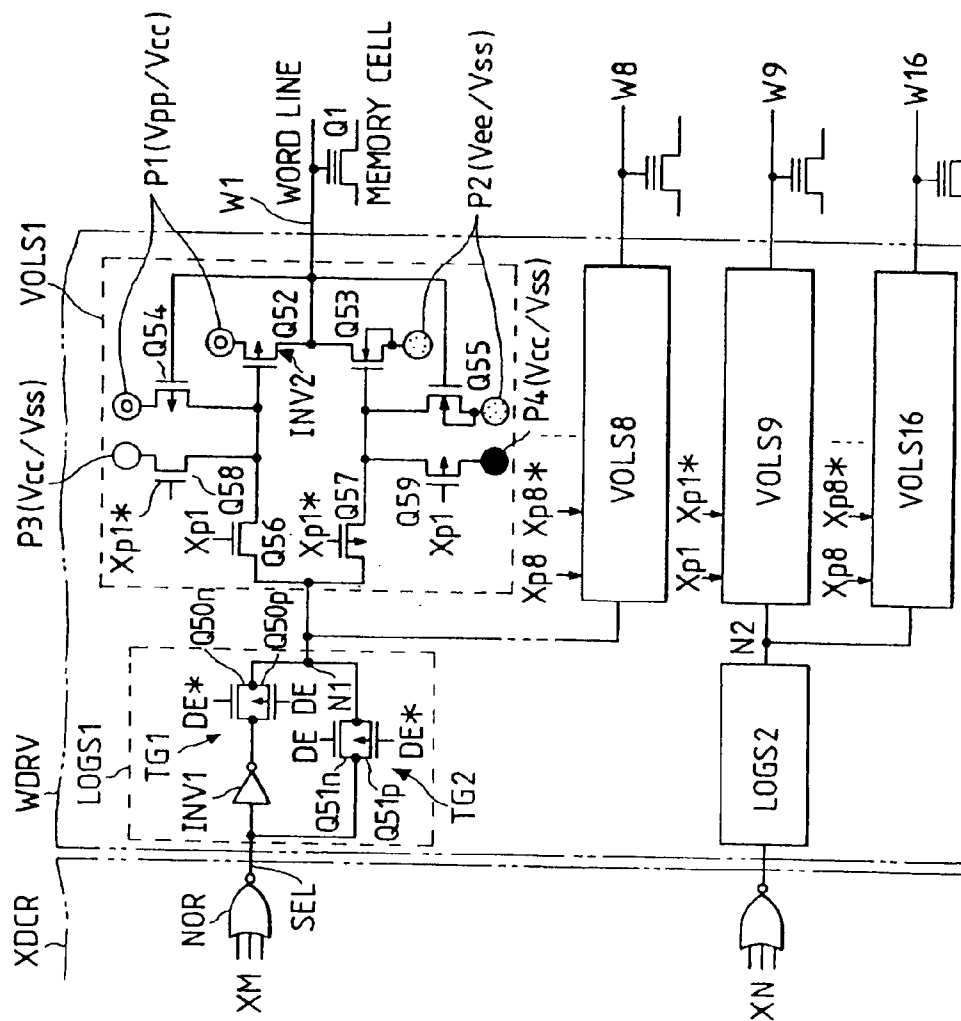 XDCR
WDRV
LOGS1
P3(Vcc/Vss)
VOLS1
P1(Vpp/Vcc)
Xp1*
Q54
W1
WORD LINE
Q1
MEMORY CELL
NOR
XM
SEL
INV1
TG1
DE*
Q50n
Q50p
DE
N1
DE
Q51n
Q51p
DE*
TG2
Q58
Xp1
Q56
Xp1*
Q57
Q52
INV2
Q53
Q59
Xp1
Q55
P2(Vee/Vss)
P4(Vcc/Vss)
Xp8
Xp8*
VOLS8
W8
XN
LOGS2
N2
Xp1
Xp1*
VOLS9
W9
Xp8
Xp8*
VOLS16
W16